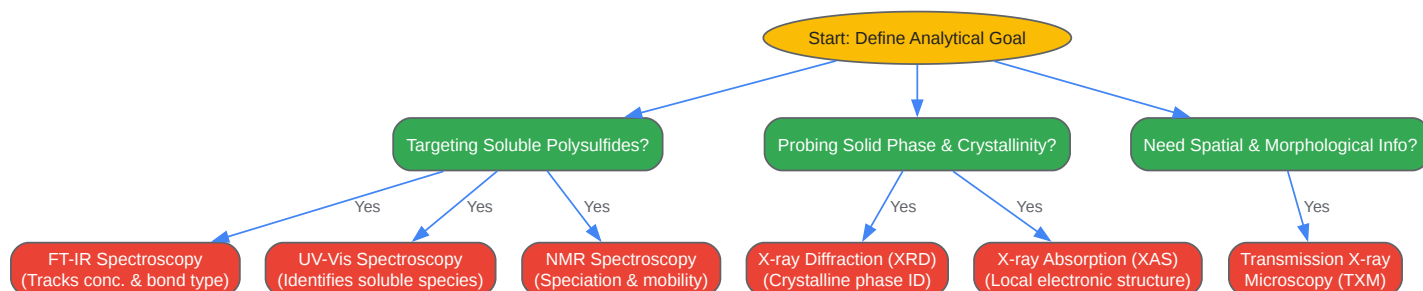 Start: Define Analytical Goal
Targeting Soluble Polysulfides?
Probing Solid Phase & Crystallinity?
Need Spatial & Morphological Info?
Yes
Yes
Yes
Yes
Yes
Yes
FT-IR Spectroscopy
(Tracks conc. & bond type)
UV-Vis Spectroscopy
(Identifies soluble species)
NMR Spectroscopy
(Speciation & mobility)
X-ray Diffraction (XRD)
(Crystalline phase ID)
X-ray Absorption (XAS)
(Local electronic structure)
Transmission X-ray
Microscopy (TXM)